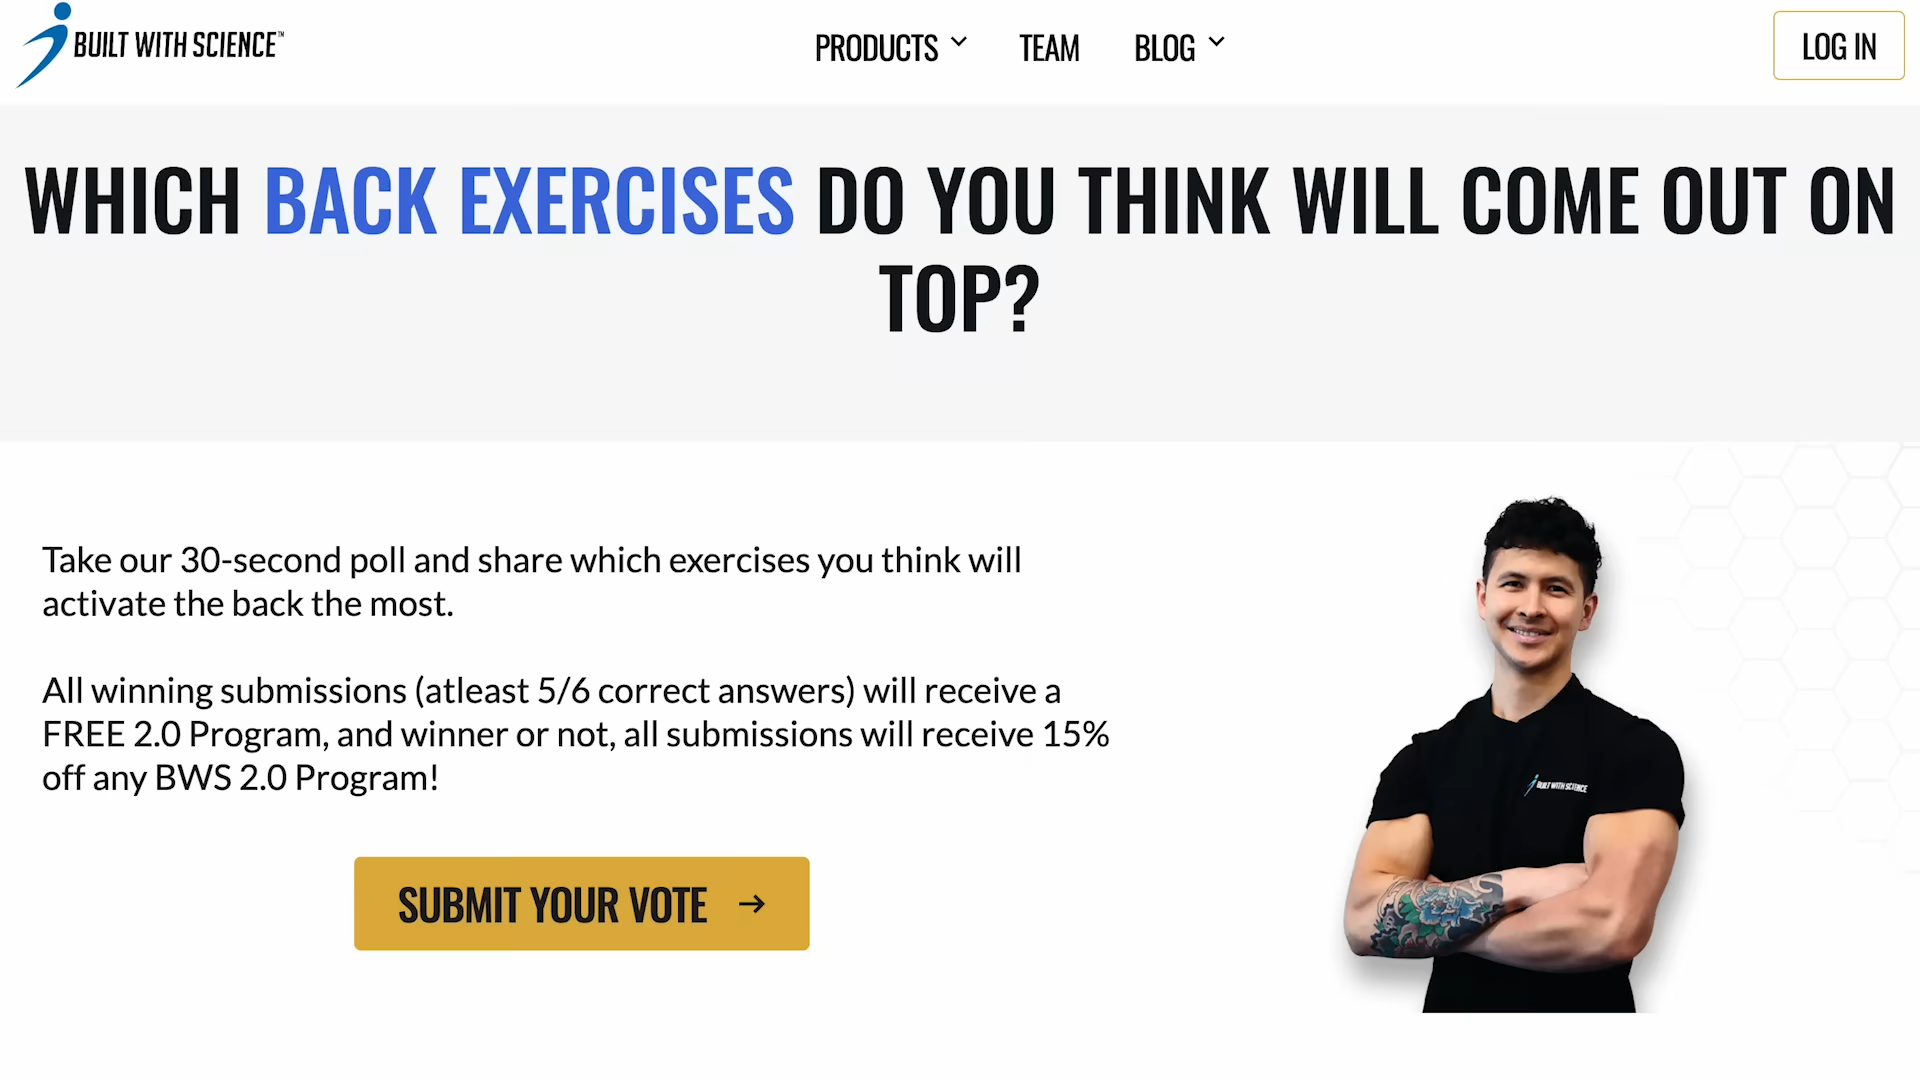 BUILT WITH SCIENCE™
PRODUCTS
TEAM
BLOG
LOG IN
WHICH BACK EXERCISES DO YOU THINK WILL COME OUT ON
TOP?
Take our 30-second poll and share which exercises you think will
activate the back the most.
All winning submissions (atleast 5/6 correct answers) will receive a
FREE 2.0 Program, and winner or not, all submissions will receive 15%
off any BWS 2.0 Program!
BUILT WITH SCIENCE
SUBMIT YOUR VOTE →